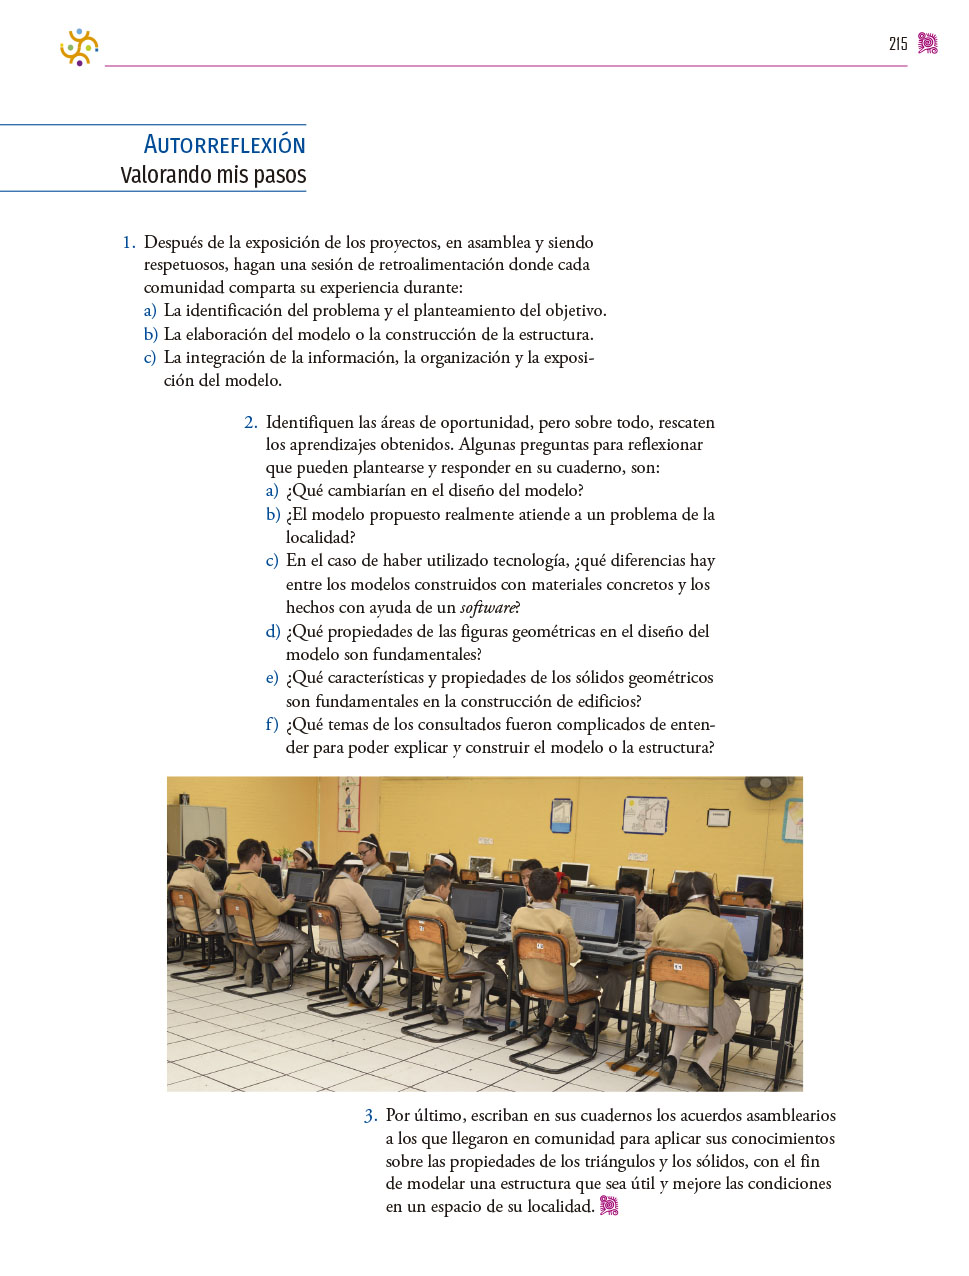 215
AUTORREFLEXIÓN
Valorando mis pasos
1. Después de la exposición de los proyectos, en asamblea y siendo
respetuosos, hagan una sesión de retroalimentación donde cada
comunidad comparta su experiencia durante:
a) La identificación del problema y el planteamiento del objetivo.
b) La elaboración del modelo o la construcción de la estructura.
c) La integración de la información, la organización y la exposi-
ción del modelo.
2. Identifiquen las áreas de oportunidad, pero sobre todo, rescaten
los aprendizajes obtenidos. Algunas preguntas para reflexionar
que pueden plantearse y responder en su cuaderno, son:
a) ¿Qué cambiarían en el diseño del modelo?
b) ¿El modelo propuesto realmente atiende a un problema de la
localidad?
c) En el caso de haber utilizado tecnología, ¿qué diferencias hay
entre los modelos construidos con materiales concretos y los
hechos con ayuda de un software?
d) ¿Qué propiedades de las figuras geométricas en el diseño del
modelo son fundamentales?
e) ¿Qué características y propiedades de los sólidos geométricos
son fundamentales en la construcción de edificios?
f) ¿Qué temas de los consultados fueron complicados de enten-
der para poder explicar y construir el modelo o la estructura?
3. Por último, escriban en sus cuadernos los acuerdos asamblearios
a los que llegaron en comunidad para aplicar sus conocimientos
sobre las propiedades de los triángulos y los sólidos, con el fin
de modelar una estructura que sea útil y mejore las condiciones
en un espacio de su localidad.